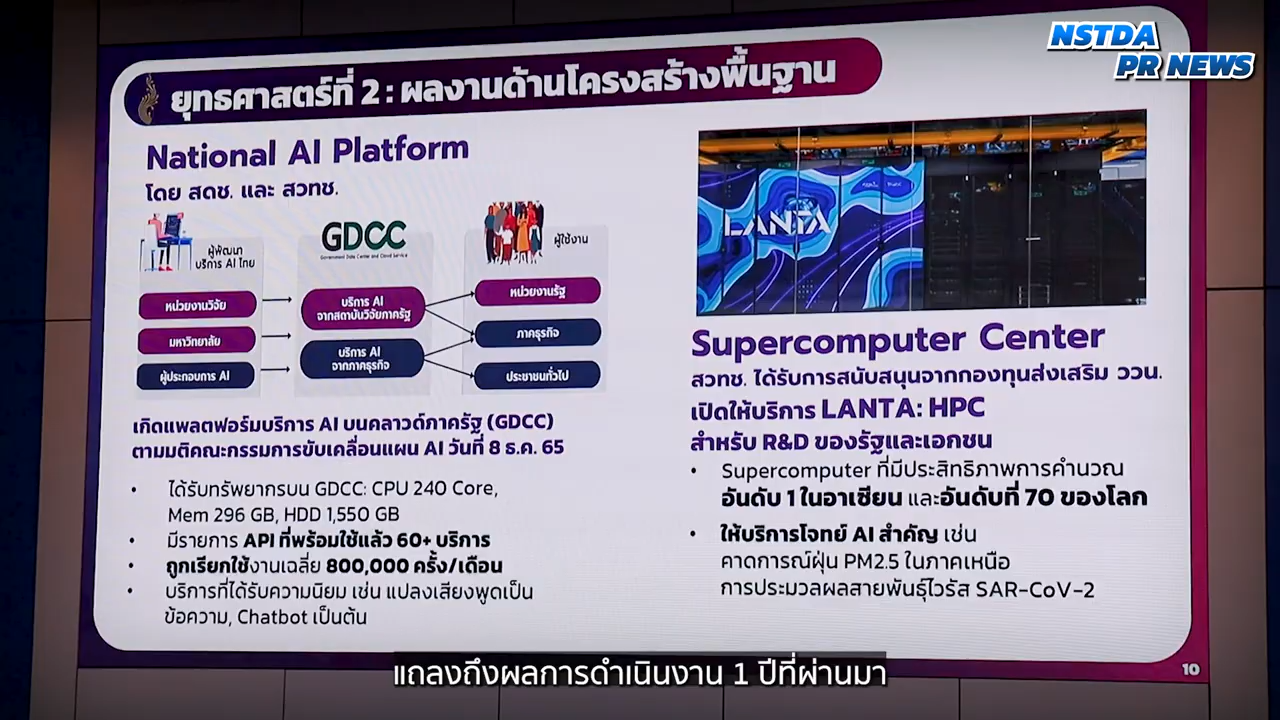 NSTDA
PR NEWS
ยุทธศาสตร์ที่ 2 : ผลงานด้านโครงสร้างพื้นฐาน
National AI Platform
โดย สดช. และ สวทช.
ผู้พัฒนา
บริการ AI ไทย
GDCC
Government Data Center and Cloud Service
ผู้ใช้งาน
หน่วยงานวิจัย
มหาวิทยาลัย
ผู้ประกอบการ AI
บริการ AI
จากสถาบันวิจัยภาครัฐ
บริการ AI
จากภาคธุรกิจ
หน่วยงานรัฐ
ภาคธุรกิจ
ประชาชนทั่วไป
เกิดแพลตฟอร์มบริการ AI บนคลาวด์ภาครัฐ (GDCC)
ตามมติคณะกรรมการขับเคลื่อนแผน AI วันที่ 8 ธ.ค. 65
• ได้รับทรัพยากรบน GDCC: CPU 240 Core,
Mem 296 GB, HDD 1,550 GB
• มีรายการ API ที่พร้อมใช้แล้ว 60+ บริการ
• ถูกเรียกใช้งานเฉลี่ย 800,000 ครั้ง/เดือน
• บริการที่ได้รับความนิยม เช่น แปลงเสียงพูดเป็น
ข้อความ, Chatbot เป็นต้น
LANTA
Supercomputer Center
สวทช. ได้รับการสนับสนุนจากกองทุนส่งเสริม ววน.
เปิดให้บริการ LANTA: HPC
สำหรับ R&D ของรัฐและเอกชน
• Supercomputer ที่มีประสิทธิภาพการคำนวณ
อันดับ 1 ในอาเซียน และอันดับที่ 70 ของโลก
• ให้บริการโจทย์ AI สำคัญ เช่น
คาดการณ์ฝุ่น PM2.5 ในภาคเหนือ
การประมวลผลสายพันธุ์ไวรัส SAR-CoV-2
10
แถลงถึงผลการดำเนินงาน 1 ปีที่ผ่านมา